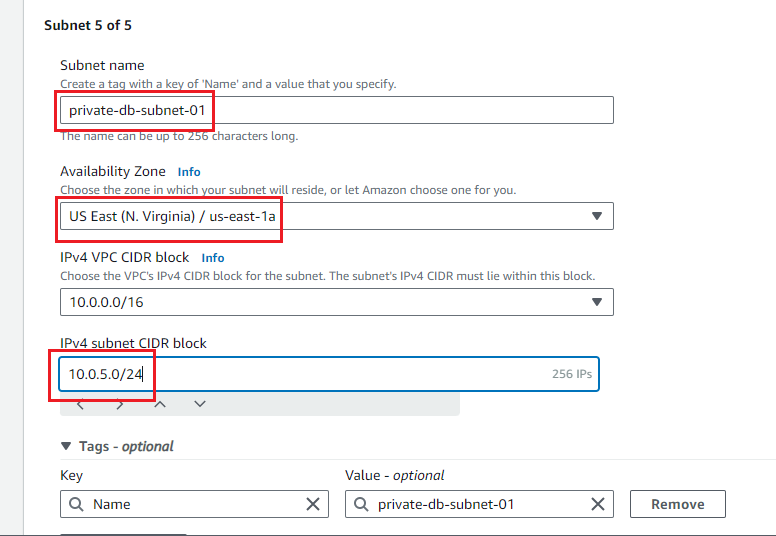 Subnet 5 of 5
Subnet name
Create a tag with a key of 'Name' and a value that you specify.
private-db-subnet-01
The name can be up to 256 characters long.
Availability Zone Info
Choose the zone in which your subnet will reside, or let Amazon choose one for you.
US East (N. Virginia) / us-east-1a
IPv4 VPC CIDR block Info
Choose the VPC's IPv4 CIDR block for the subnet. The subnet's IPv4 CIDR must lie within this block.
10.0.0.0/16
IPv4 subnet CIDR block
10.0.5.0/24 256 IPs
Tags - optional
Key Value - optional
Name private-db-subnet-01 Remove